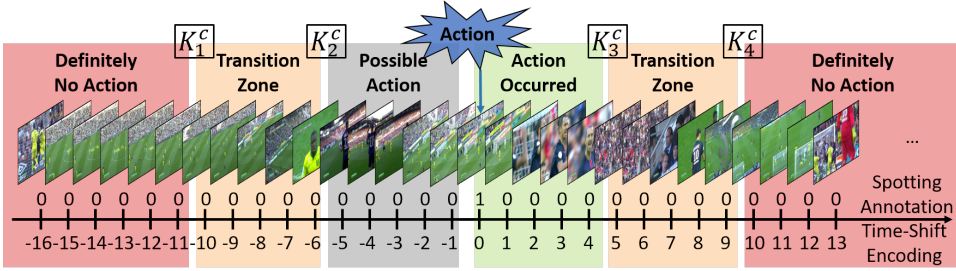 Action
K₁ᶜ K₂ᶜ K₃ᶜ K₄ᶜ
Definitely
No Action
Transition
Zone
Possible
Action
Action
Occurred
Transition
Zone
Definitely
No Action
...
Spotting
0 0 0 0 0 0 0 0 0 0 0 0 0 0 0 0 1 0 0 0 0 0 0 0 0 0 0 0 0 0 Annotation
-16 -15 -14 -13 -12 -11 -10 -9 -8 -7 -6 -5 -4 -3 -2 -1 0 1 2 3 4 5 6 7 8 9 10 11 12 13 Time-Shift
Encoding